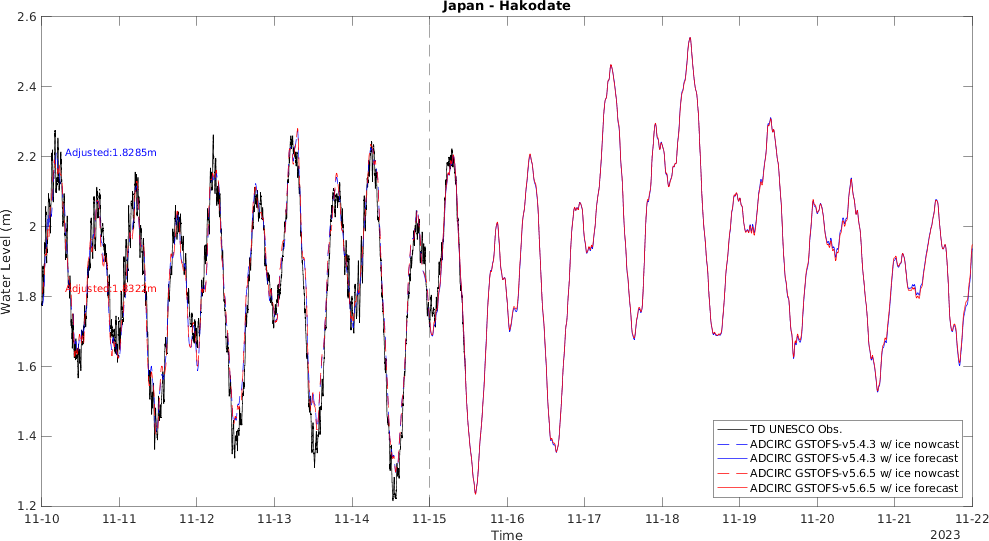 Japan - Hakodate
2.6
2.4
2.2
2
1.8
1.6
1.4
1.2
Water Level (m)
Adjusted:1.8285m
Adjusted:1.8322m
TD UNESCO Obs.
ADCIRC GSTOFS-v5.4.3 w/ ice nowcast
ADCIRC GSTOFS-v5.4.3 w/ ice forecast
ADCIRC GSTOFS-v5.6.5 w/ ice nowcast
ADCIRC GSTOFS-v5.6.5 w/ ice forecast
11-10 11-11 11-12 11-13 11-14 11-15 11-16 11-17 11-18 11-19 11-20 11-21 11-22
Time
2023